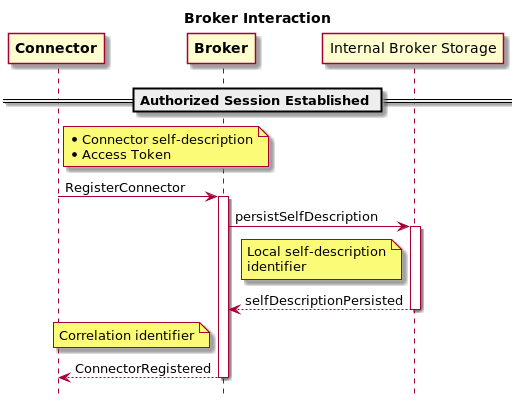 Broker Interaction
Connector
Broker
Internal Broker Storage
Authorized Session Established
• Connector self-description
• Access Token
RegisterConnector
persistSelfDescription
Local self-description
identifier
selfDescriptionPersisted
Correlation identifier
ConnectorRegistered